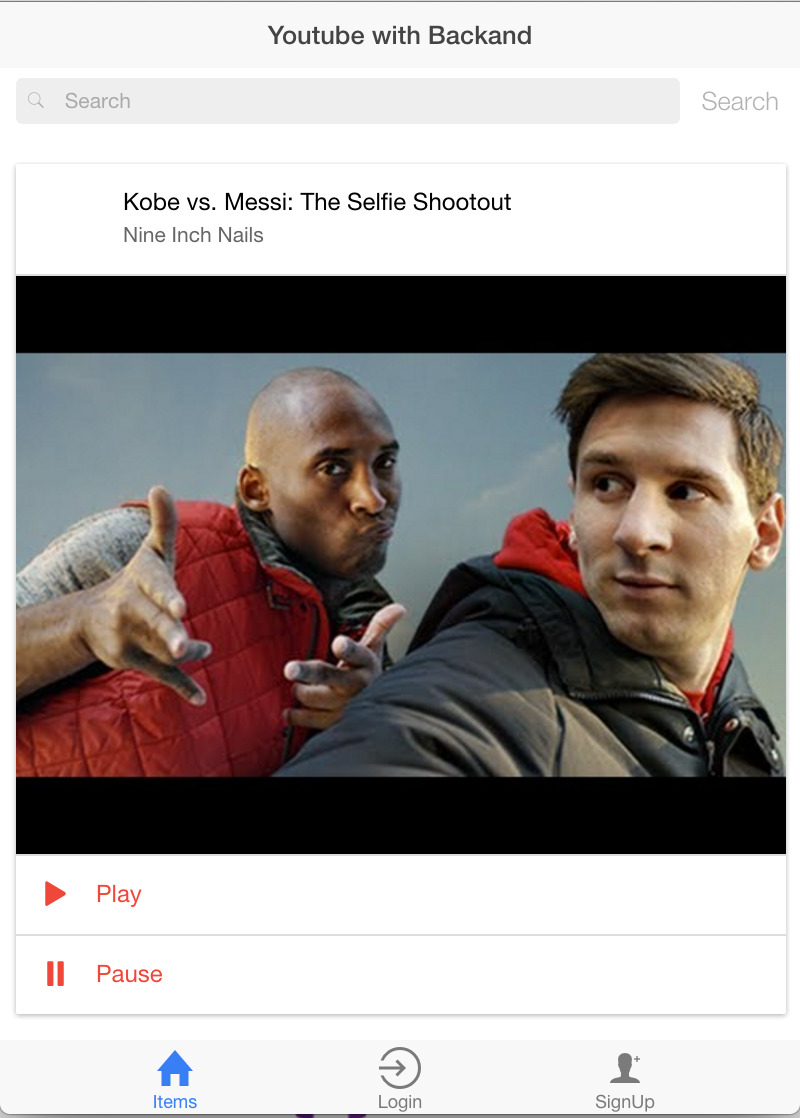 Youtube with Backand
Search
Search
Kobe vs. Messi: The Selfie Shootout
Nine Inch Nails
Play
Pause
Items
Login
SignUp